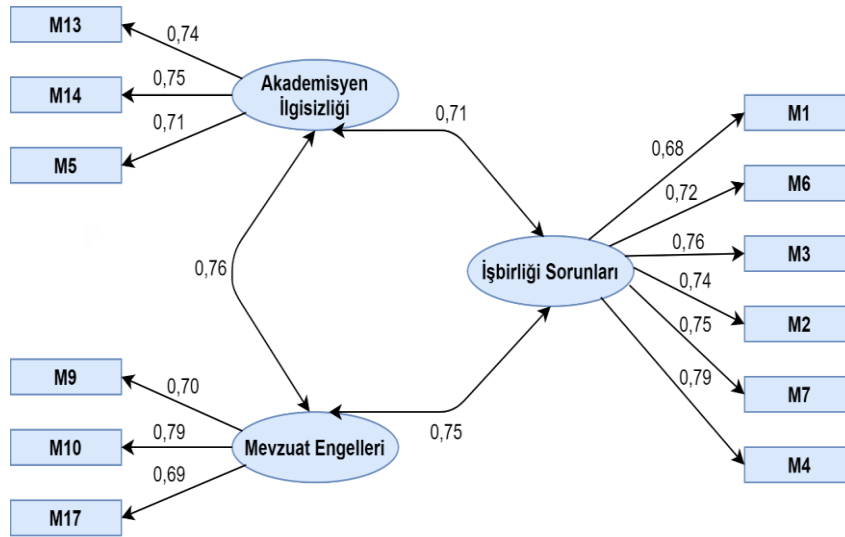 M13
0,74
M14
0,75
M5
0,71
Akademisyen
İlgisizliği
0,71
0,76
M9
0,70
M10
0,79
M17
0,69
Mevzuat Engelleri
0,75
İşbirliği Sorunları
0,68
M1
0,72
M6
0,76
M3
0,74
M2
0,75
M7
0,79
M4